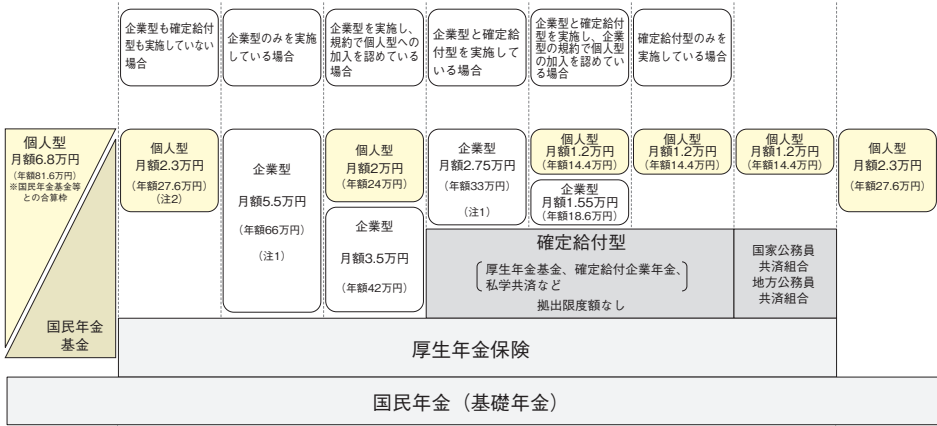 企業型も確定給付
型も実施していない
場合
企業型のみを実施
している場合
企業型を実施し、
規約で個人型への
加入を認めている
場合
企業型と確定給
付型を実施して
いる場合
企業型と確定給付
型を実施し、企業
型の規約で個人型
の加入を認めてい
る場合
確定給付型のみを
実施している場合
個人型
月額6.8万円
(年額81.6万円)
※国民年金基金等
との合算枠
国民年金
基金
個人型
月額2.3万円
(年額27.6万円)
(注2)
企業型
月額5.5万円
(年額66万円)
(注1)
個人型
月額2万円
(年額24万円)
企業型
月額3.5万円
(年額42万円)
企業型
月額2.75万円
(年額33万円)
(注1)
個人型
月額1.2万円
(年額14.4万円)
企業型
月額1.55万円
(年額18.6万円)
個人型
月額1.2万円
(年額14.4万円)
個人型
月額1.2万円
(年額14.4万円)
個人型
月額2.3万円
(年額27.6万円)
確定給付型
厚生年金基金、確定給付企業年金、
私学共済など
拠出限度額なし
国家公務員
共済組合
地方公務員
共済組合
厚生年金保険
国民年金(基礎年金)